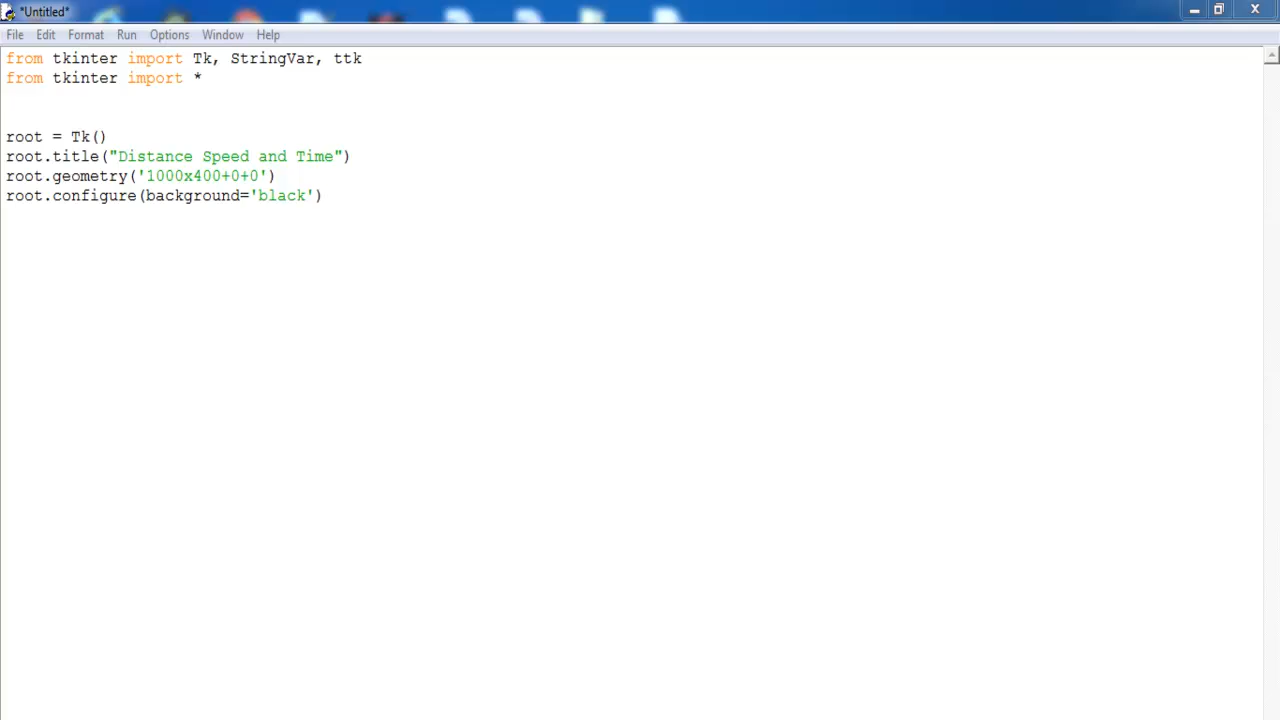 *Untitled*
File Edit Format Run Options Window Help
from tkinter import Tk, StringVar, ttk
from tkinter import *
root = Tk()
root.title("Distance Speed and Time")
root.geometry('1000x400+0+0')
root.configure(background='black')